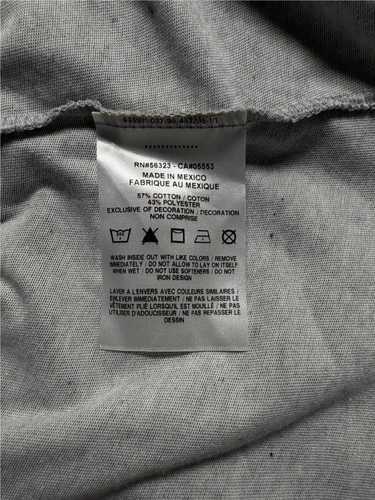 RN#56323 - CA#05553
MADE IN MEXICO
FABRIQUE AU MEXIQUE
57% COTTON / COTON
43% POLYESTER
EXCLUSIVE OF DECORATION / DECORATION
NON COMPRISE
WASH INSIDE OUT WITH LIKE COLORS / REMOVE
IMMEDIATELY / DO NOT ALLOW TO LAY ON ITSELF
WHEN WET / DO NOT USE SOFTENERS / DO NOT
IRON DESIGN
LAVER A L'ENVERS AVEC COULEURS SIMILAIRES /
ENLEVER IMMEDIATEMENT / NE PAS LAISSER LE
VÊTEMENT PLIÉ LORSQU'IL EST MOUILLÉ / NE PAS
UTILISER D'ADOUCISSEUR / NE PAS REPASSER LE
DESSIN